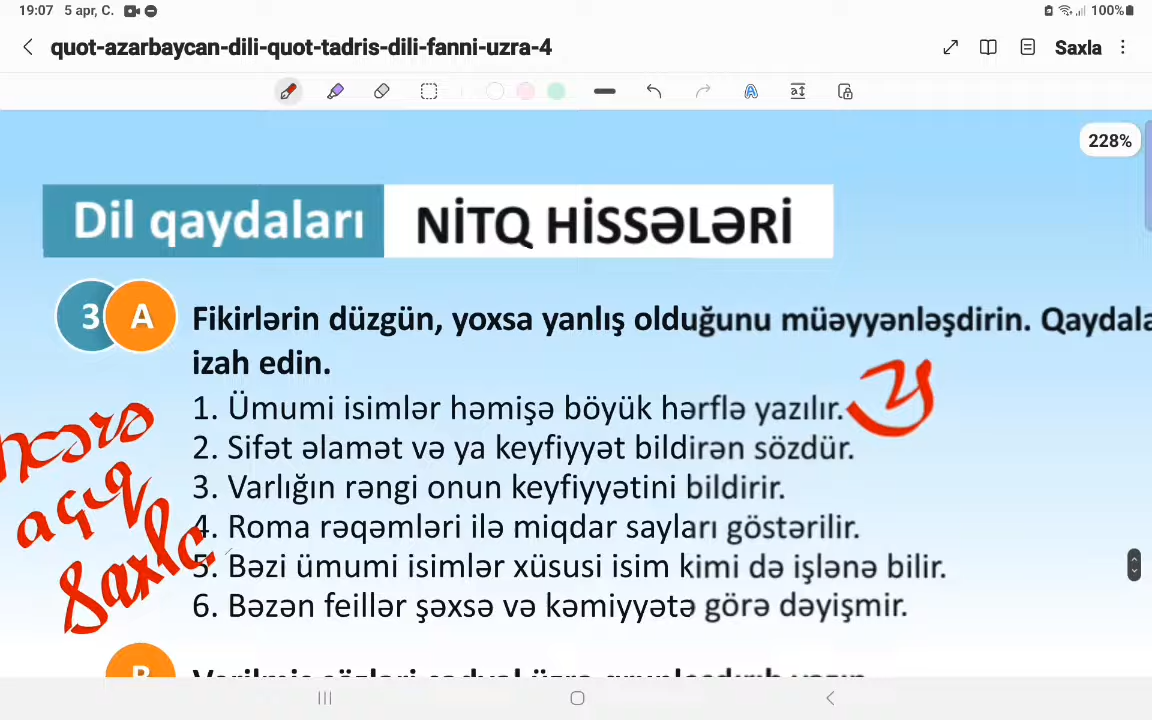 19:07 5 apr, C. 100%
quot-azarbaycan-dili-quot-tadris-dili-fanni-uzra-4 Saxla
228%
Dil qaydaları NİTQ HİSSƏLƏRİ
3 A Fikirlərin düzgün, yoxsa yanlış olduğunu müəyyənləşdirin. Qaydala
izah edin.
1. Ümumi isimlər həmişə böyük hərflə yazılır. y
2. Sifət əlamət və ya keyfiyyət bildirən sözdür.
3. Varlığın rəngi onun keyfiyyətini bildirir.
açıq
4. Roma rəqəmləri ilə miqdar sayları göstərilir.
saxla
5. Bəzi ümumi isimlər xüsusi isim kimi də işlənə bilir.
6. Bəzən feillər şəxsə və kəmiyyətə görə dəyişmir.
B